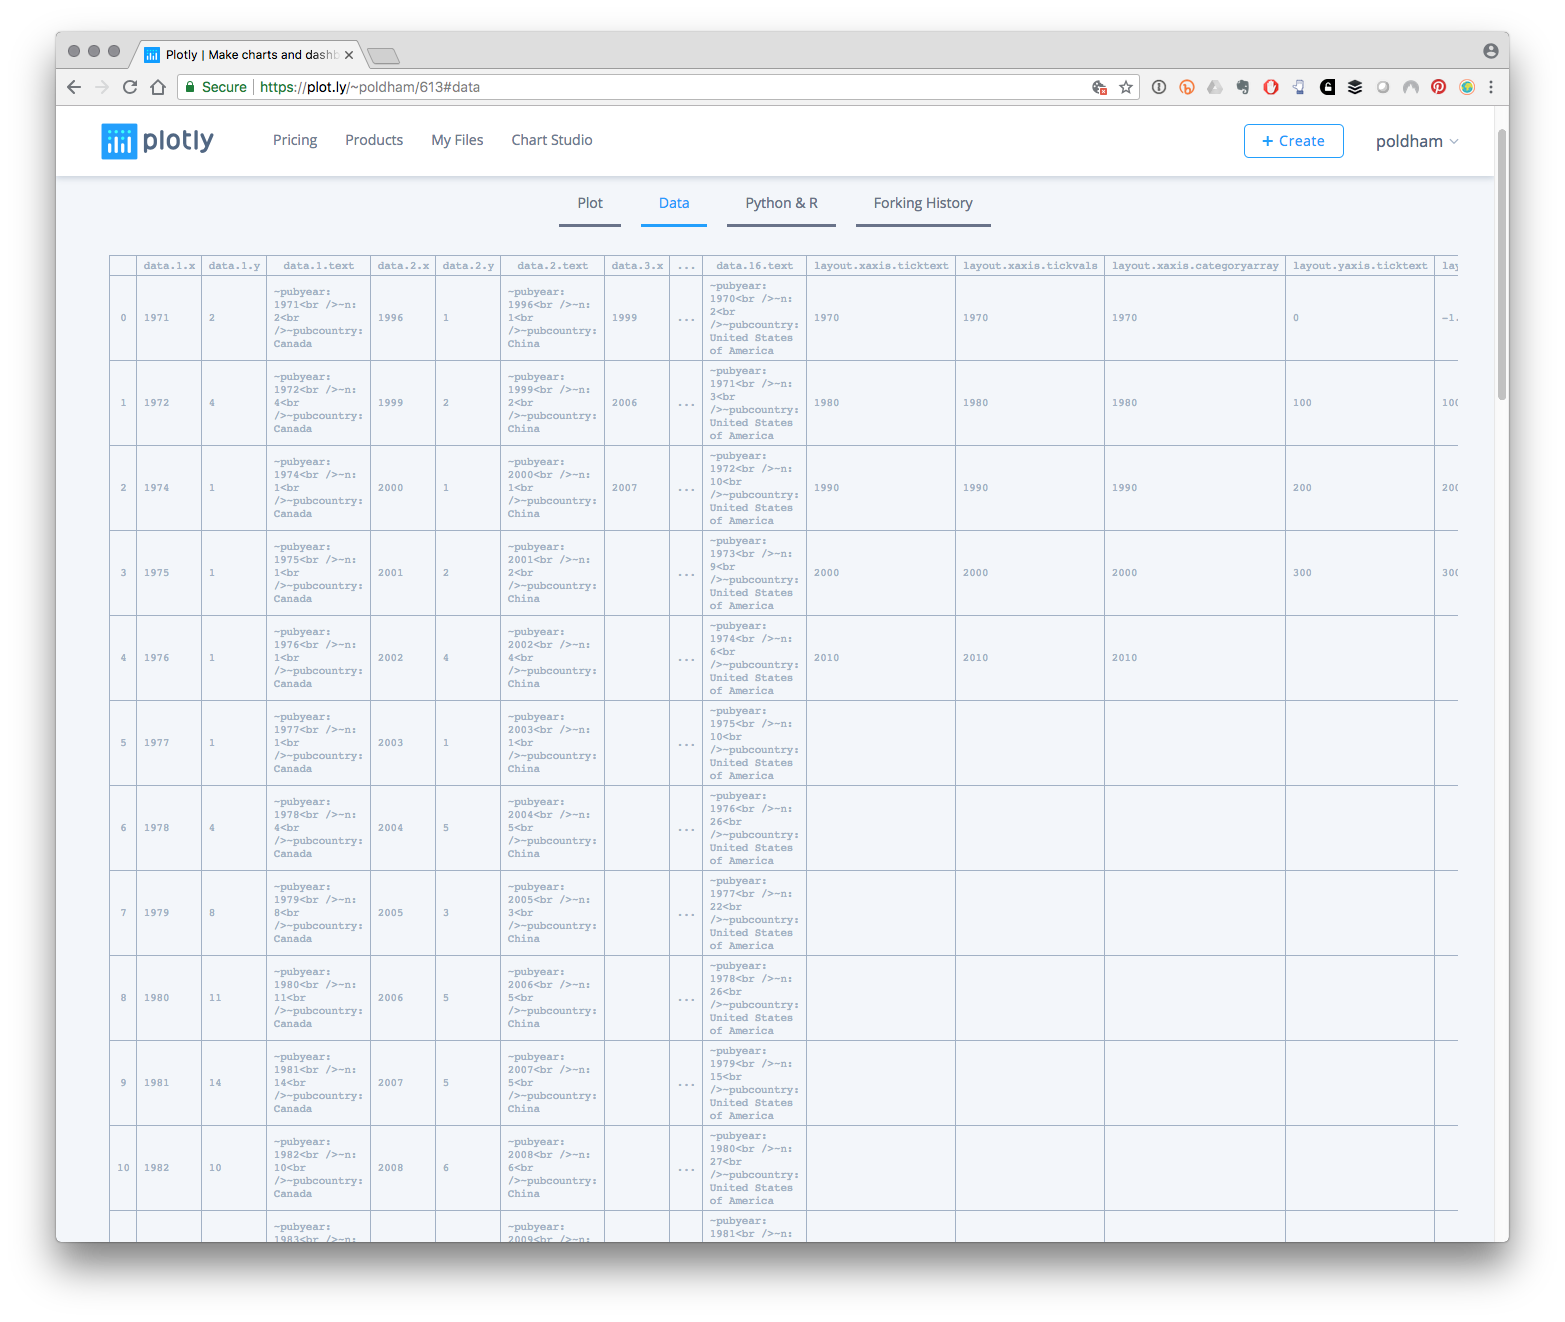 Plotly | Make charts and dashb
Secure https://plot.ly/~poldham/613#data
plotly Pricing Products My Files Chart Studio + Create poldham
Plot Data Python & R Forking History
data.1.x data.1.y data.1.text data.2.x data.2.y data.2.text data.3.x ... data.16.text layout.xaxis.ticktext layout.xaxis.tickvals layout.xaxis.categoryarray layout.yaxis.ticktext lay
0
1971
2
~pubyear:
1971<br />~n:
2<br
/>~pubcountry:
Canada
1996
1
~pubyear:
1996<br />~n:
1<br
/>~pubcountry:
China
1999
...
~pubyear:
1970<br />~n:
2<br
/>~pubcountry:
United States
of America
1970
1970
1970
0
-1.
1
1972
4
~pubyear:
1972<br />~n:
4<br
/>~pubcountry:
Canada
1999
2
~pubyear:
1999<br />~n:
2<br
/>~pubcountry:
China
2006
...
~pubyear:
1971<br />~n:
3<br
/>~pubcountry:
United States
of America
1980
1980
1980
100
2
1974
1
~pubyear:
1974<br />~n:
1<br
/>~pubcountry:
Canada
2000
1
~pubyear:
2000<br />~n:
1<br
/>~pubcountry:
China
2007
...
~pubyear:
1972<br />~n:
10<br
/>~pubcountry:
United States
of America
1990
1990
1990
200
3
1975
1
~pubyear:
1975<br />~n:
1<br
/>~pubcountry:
Canada
2001
2
~pubyear:
2001<br />~n:
2<br
/>~pubcountry:
China
...
~pubyear:
1973<br />~n:
9<br
/>~pubcountry:
United States
of America
2000
2000
2000
300
4
1976
1
~pubyear:
1976<br />~n:
1<br
/>~pubcountry:
Canada
2002
4
~pubyear:
2002<br />~n:
4<br
/>~pubcountry:
China
...
~pubyear:
1974<br />~n:
6<br
/>~pubcountry:
United States
of America
2010
2010
2010
5
1977
1
~pubyear:
1977<br />~n:
1<br
/>~pubcountry:
Canada
2003
1
~pubyear:
2003<br />~n:
1<br
/>~pubcountry:
China
...
~pubyear:
1975<br />~n:
10<br
/>~pubcountry:
United States
of America
6
1978
4
~pubyear:
1978<br />~n:
4<br
/>~pubcountry:
Canada
2004
5
~pubyear:
2004<br />~n:
5<br
/>~pubcountry:
China
...
~pubyear:
1976<br />~n:
26<br
/>~pubcountry:
United States
of America
7
1979
8
~pubyear:
1979<br />~n:
8<br
/>~pubcountry:
Canada
2005
3
~pubyear:
2005<br />~n:
3<br
/>~pubcountry:
China
...
~pubyear:
1977<br />~n:
22<br
/>~pubcountry:
United States
of America
8
1980
11
~pubyear:
1980<br />~n:
11<br
/>~pubcountry:
Canada
2006
5
~pubyear:
2006<br />~n:
5<br
/>~pubcountry:
China
...
~pubyear:
1978<br />~n:
26<br
/>~pubcountry:
United States
of America
9
1981
14
~pubyear:
1981<br />~n:
14<br
/>~pubcountry:
Canada
2007
5
~pubyear:
2007<br />~n:
5<br
/>~pubcountry:
China
...
~pubyear:
1979<br />~n:
15<br
/>~pubcountry:
United States
of America
10
1982
10
~pubyear:
1982<br />~n:
10<br
/>~pubcountry:
Canada
2008
6
~pubyear:
2008<br />~n:
6<br
/>~pubcountry:
China
...
~pubyear:
1980<br />~n:
27<br
/>~pubcountry:
United States
of America
~pubyear:
1983<br />~n:
~pubyear:
2009<br />~n:
~pubyear:
1981<br />~n: